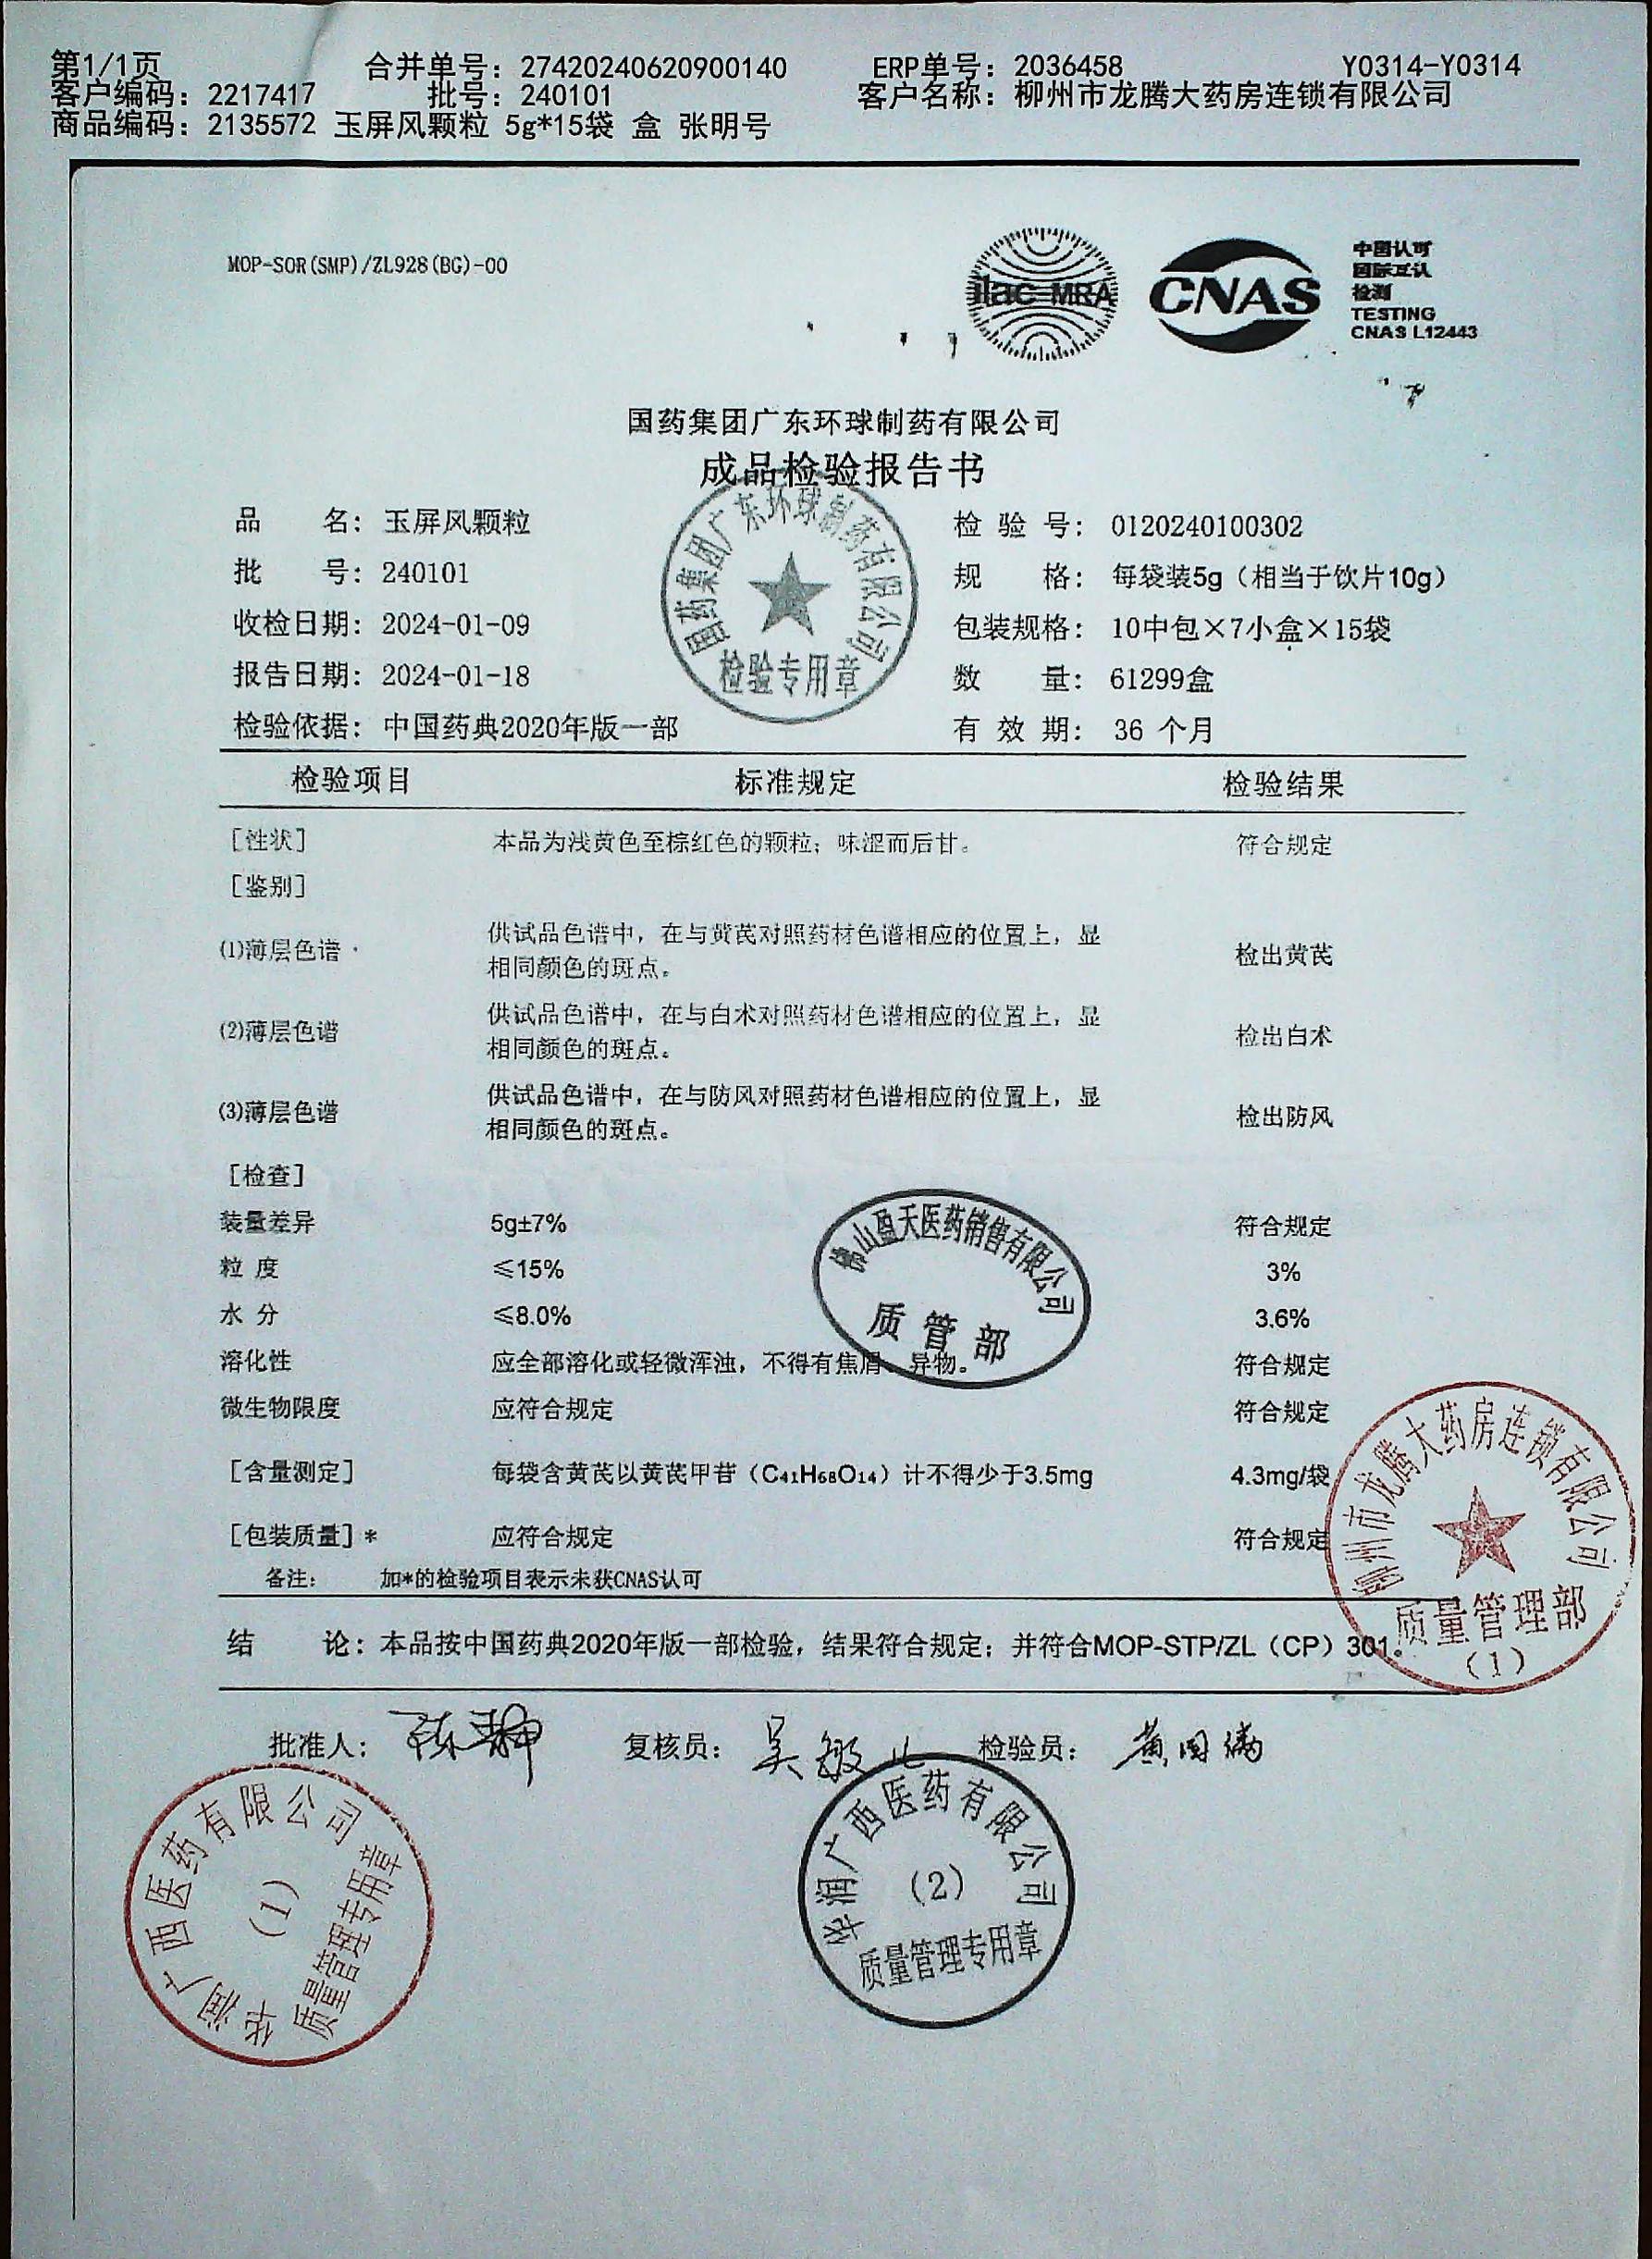 第1/1页 合并单号：27420240620900140 ERP单号：2036458 Y0314-Y0314
客户编码：2217417 批号：240101 客户名称：柳州市龙腾大药房连锁有限公司
商品编码：2135572 玉屏风颗粒 5g*15袋 盒 张明号
MOP-SOR(SMP)/ZL928(BG)-00
ilac-MRA
CNAS
中国认可
国际互认
检测
TESTING
CNAS L12443
国药集团广东环球制药有限公司
成品检验报告书
品 名：玉屏风颗粒 检 验 号：0120240100302
批 号：240101 规 格：每袋装5g（相当于饮片10g）
收检日期：2024-01-09 包装规格：10中包×7小盒×15袋
报告日期：2024-01-18 数 量：61299盒
检验依据：中国药典2020年版一部 有 效 期：36 个月
国药集团广东环球制药有限公司
检验专用章
检验项目 标准规定 检验结果
[性状] 本品为浅黄色至棕红色的颗粒；味涩而后甘。 符合规定
[鉴别]
(1)薄层色谱 供试品色谱中，在与黄芪对照药材色谱相应的位置上，显 检出黄芪
相同颜色的斑点。
(2)薄层色谱 供试品色谱中，在与白术对照药材色谱相应的位置上，显 检出白术
相同颜色的斑点。
(3)薄层色谱 供试品色谱中，在与防风对照药材色谱相应的位置上，显 检出防风
相同颜色的斑点。
[检查]
装量差异 5g±7% 符合规定
粒 度 ≤15% 3%
水 分 ≤8.0% 3.6%
溶化性 应全部溶化或轻微浑浊，不得有焦屑、异物。 符合规定
微生物限度 应符合规定 符合规定
佛山盈天医药销售有限公司
质管部
[含量测定] 每袋含黄芪以黄芪甲苷（C₄₁H₆₈O₁₄）计不得少于3.5mg 4.3mg/袋
[包装质量]* 应符合规定 符合规定
备注： 加*的检验项目表示未获CNAS认可
结 论：本品按中国药典2020年版一部检验，结果符合规定；并符合MOP-STP/ZL（CP）301。
柳州市龙腾大药房连锁有限公司
质量管理部
(1)
批准人： 复核员： 检验员：
华润广西医药有限公司
(1)
质量管理专用章
华润广西医药有限公司
(2)
质量管理专用章